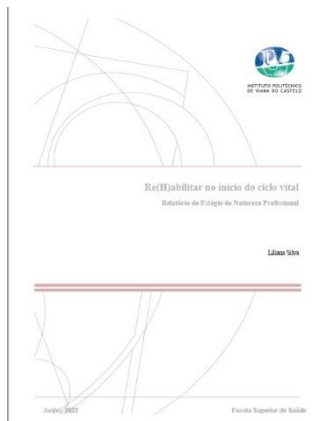 INSTITUTO POLITÉCNICO
DE VIANA DO CASTELO
Re(H)abilitar no início do ciclo vital
Relatório de Estágio de Natureza Profissional
Liliana Silva
Junho, 2022
Escola Superior de Saúde